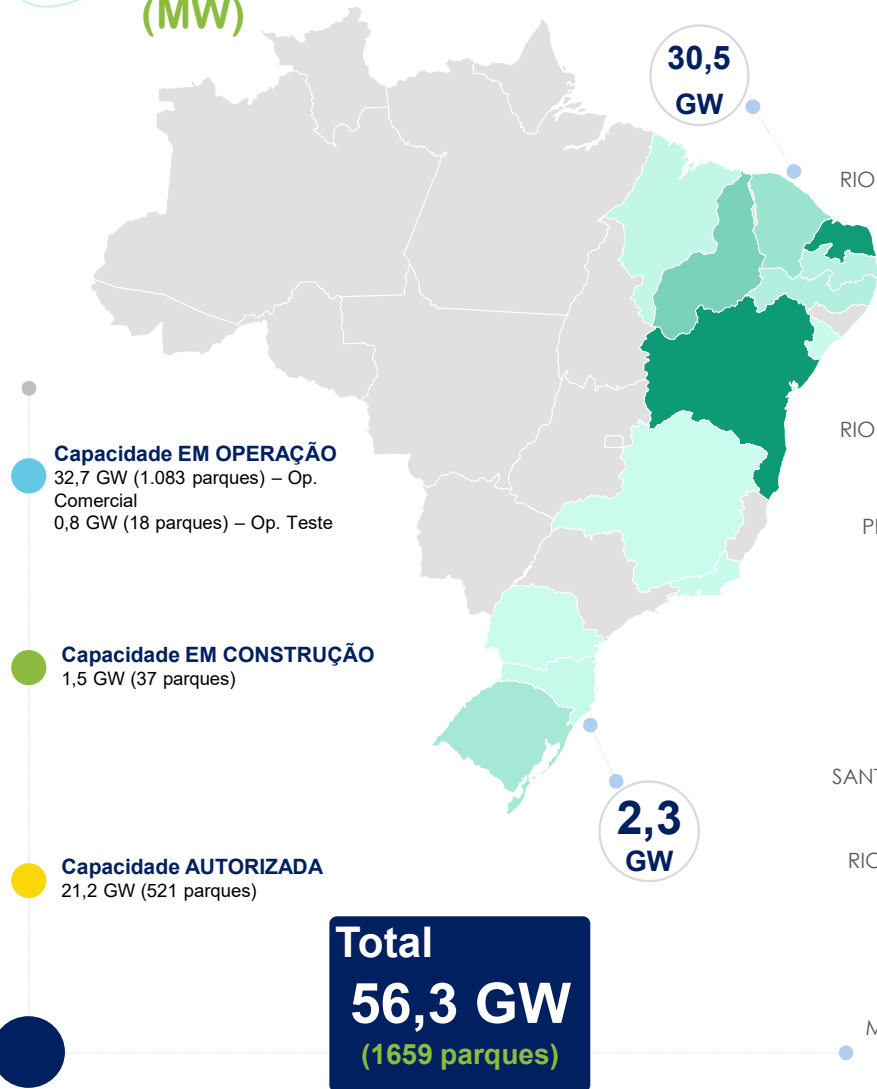 (MW)
30,5
GW
RIO
RIO
Capacidade EM OPERAÇÃO
32,7 GW (1.083 parques) – Op.
Comercial
0,8 GW (18 parques) – Op. Teste
Capacidade EM CONSTRUÇÃO
1,5 GW (37 parques)
SANT
2,3
GW
Capacidade AUTORIZADA
21,2 GW (521 parques)
Total
56,3 GW
(1659 parques)